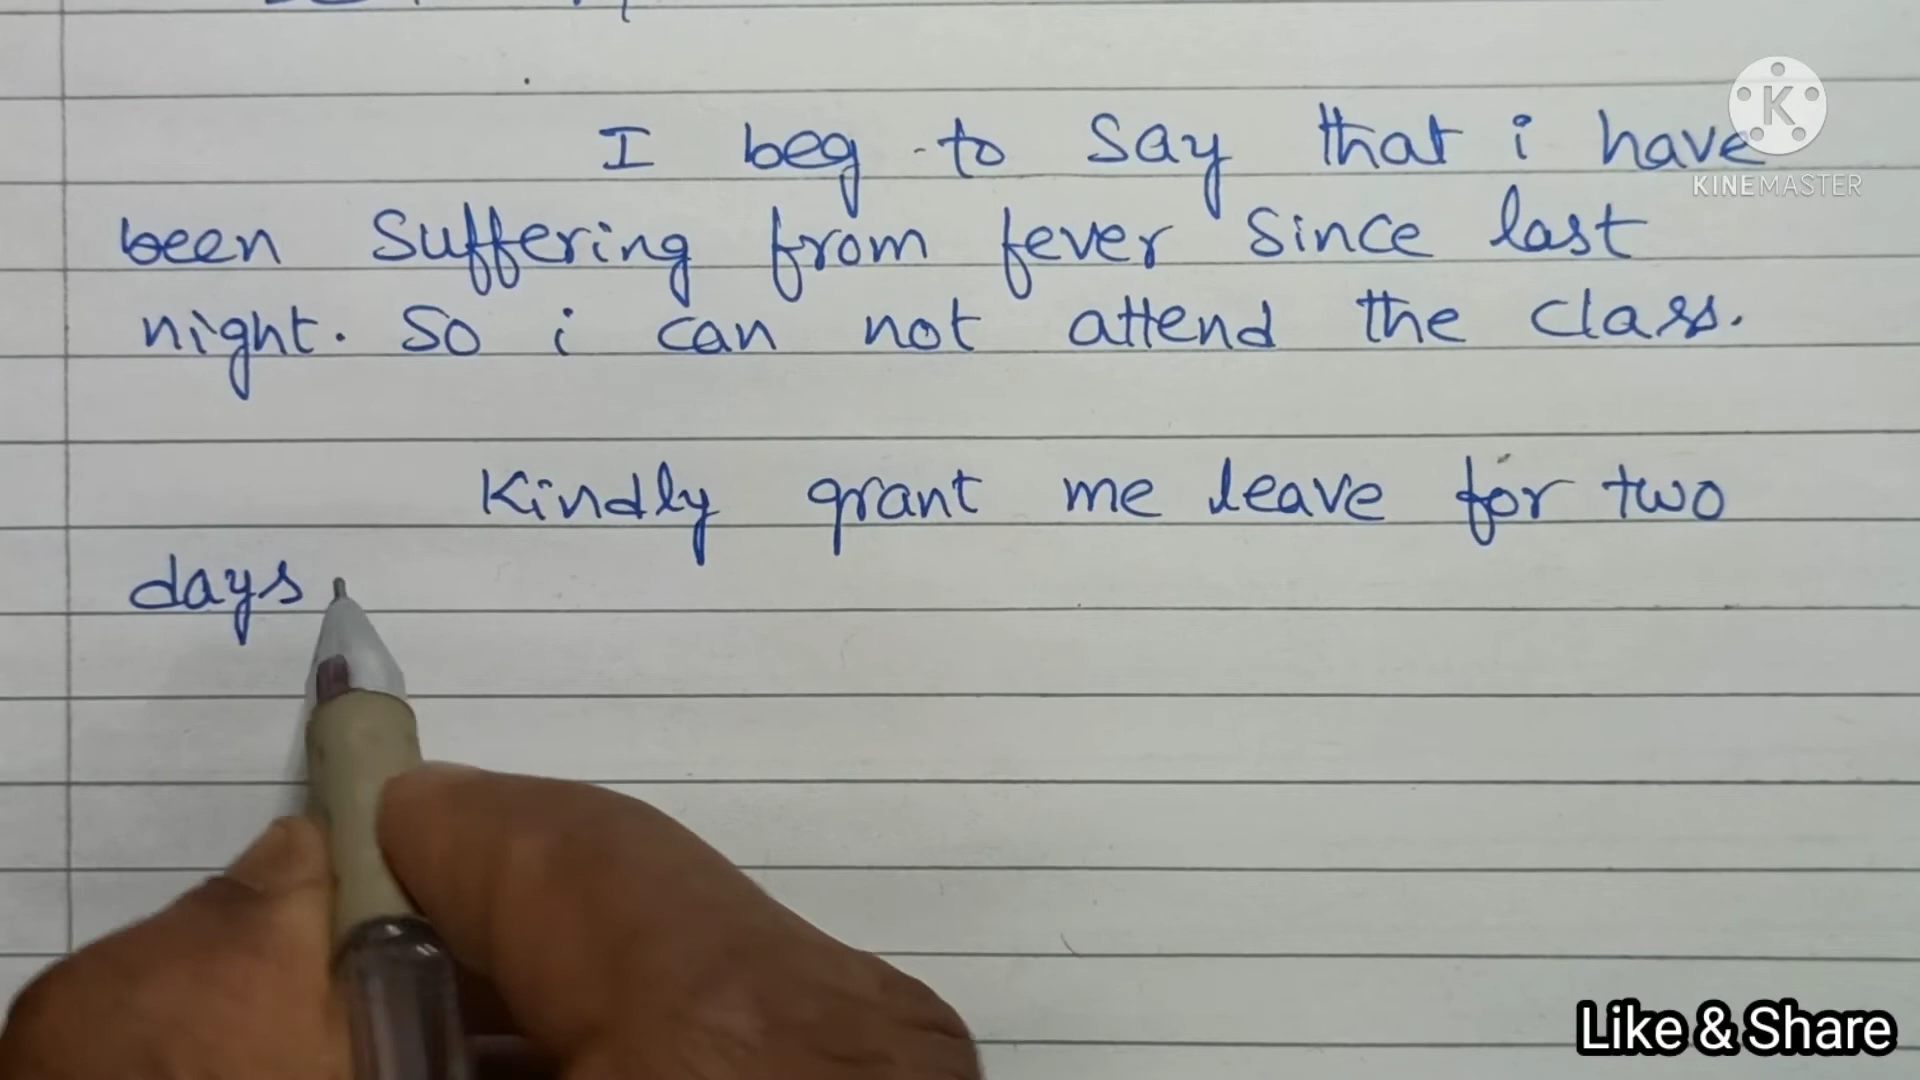 I beg to say that i have
KINEMASTER
been suffering from fever since last
night. So i can not attend the class.
Kindly grant me leave for two
days
Like & Share